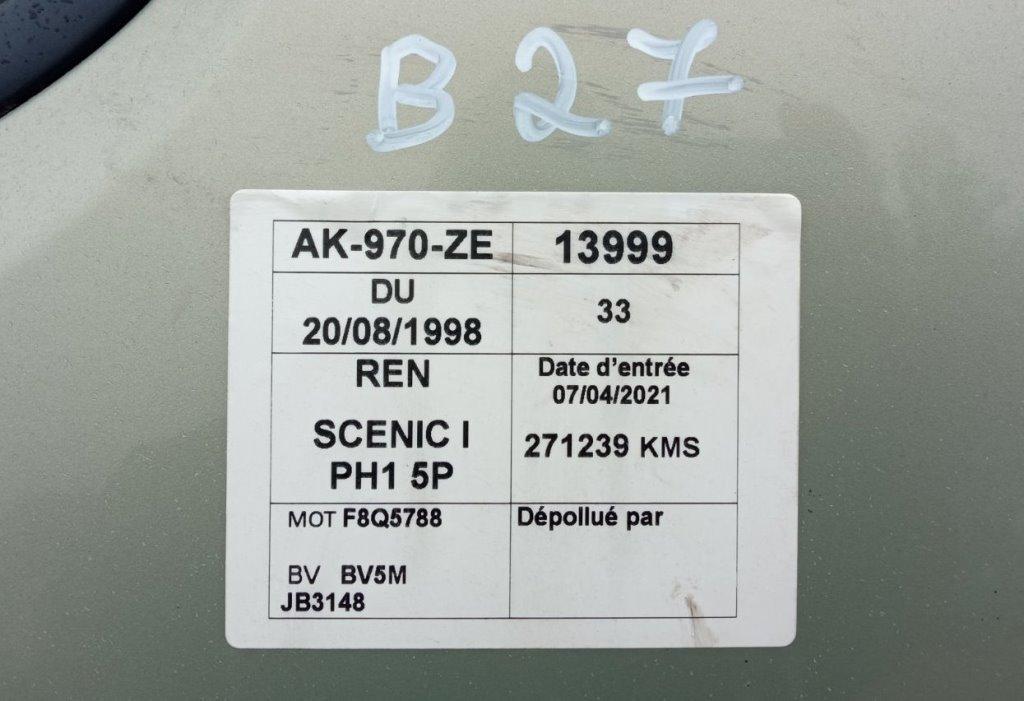 B 27
AK-970-ZE 13999
DU
20/08/1998
33
REN
SCENIC I
PH1 5P
Date d'entrée
07/04/2021
271239 KMS
MOT F8Q5788
BV BV5M
JB3148
Dépollué par